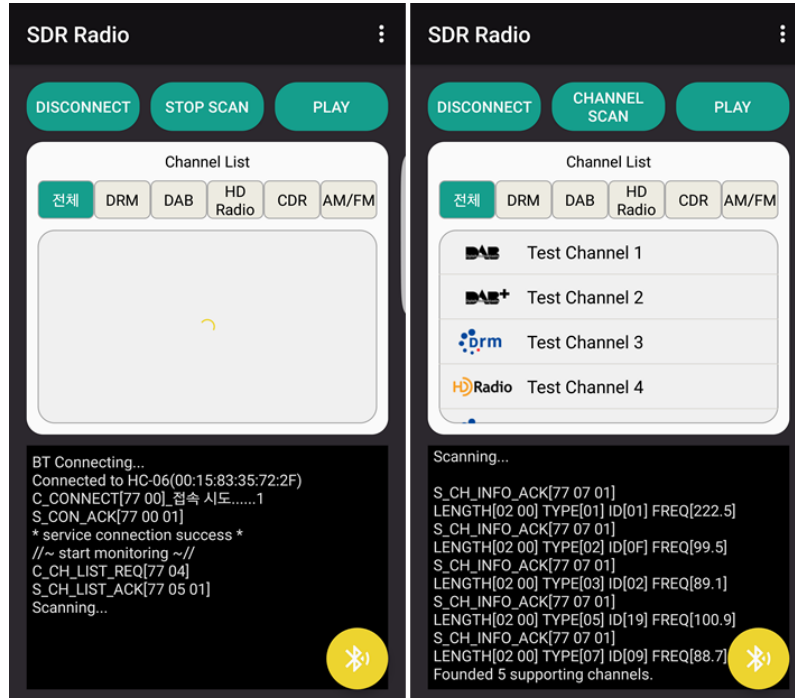 SDR Radio
DISCONNECT STOP SCAN PLAY
Channel List
전체 DRM DAB HD Radio CDR AM/FM
BT Connecting...
Connected to HC-06(00:15:83:35:72:2F)
C_CONNECT[77 00]_접속 시도......1
S_CON_ACK[77 00 01]
* service connection success *
//~ start monitoring ~//
C_CH_LIST_REQ[77 04]
S_CH_LIST_ACK[77 05 01]
Scanning...
SDR Radio
DISCONNECT CHANNEL SCAN PLAY
Channel List
전체 DRM DAB HD Radio CDR AM/FM
DAB Test Channel 1
DAB+ Test Channel 2
Drm Test Channel 3
HD Radio Test Channel 4
Scanning...
S_CH_INFO_ACK[77 07 01]
LENGTH[02 00] TYPE[01] ID[01] FREQ[222.5]
S_CH_INFO_ACK[77 07 01]
LENGTH[02 00] TYPE[02] ID[0F] FREQ[99.5]
S_CH_INFO_ACK[77 07 01]
LENGTH[02 00] TYPE[03] ID[02] FREQ[89.1]
S_CH_INFO_ACK[77 07 01]
LENGTH[02 00] TYPE[05] ID[19] FREQ[100.9]
S_CH_INFO_ACK[77 07 01]
LENGTH[02 00] TYPE[07] ID[09] FREQ[88.7]
Founded 5 supporting channels.